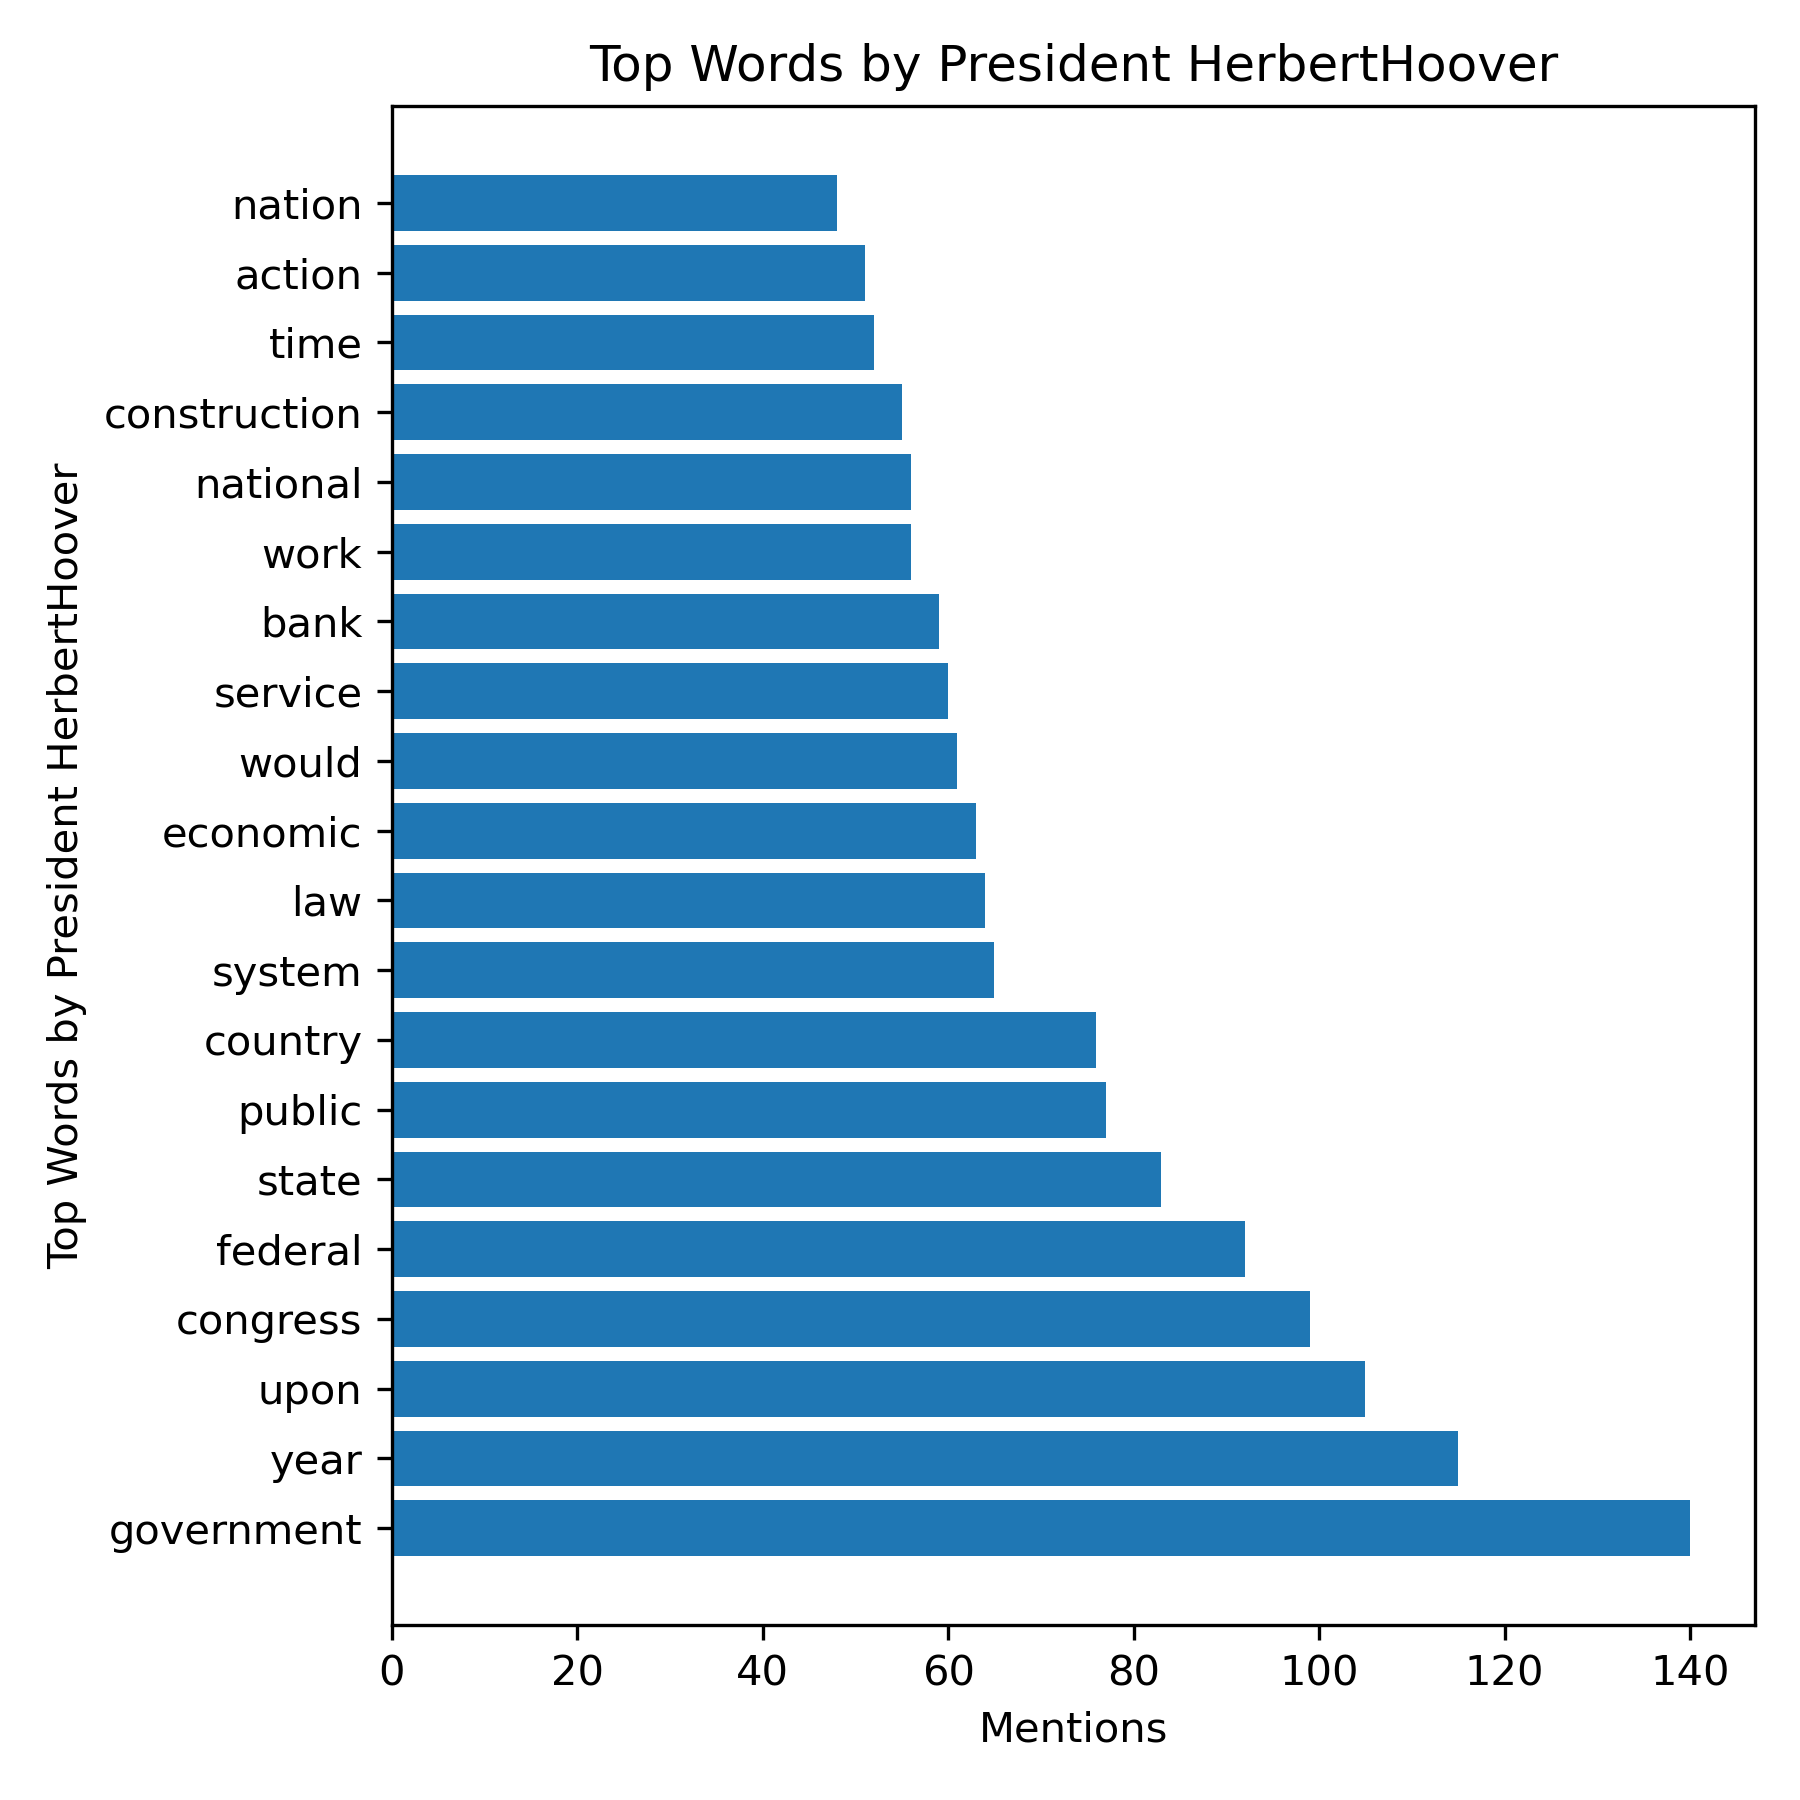 Top Words by President HerbertHoover
Top Words by President HerbertHoover
nation
action
time
construction
national
work
bank
service
would
economic
law
system
country
public
state
federal
congress
upon
year
government
0 20 40 60 80 100 120 140
Mentions